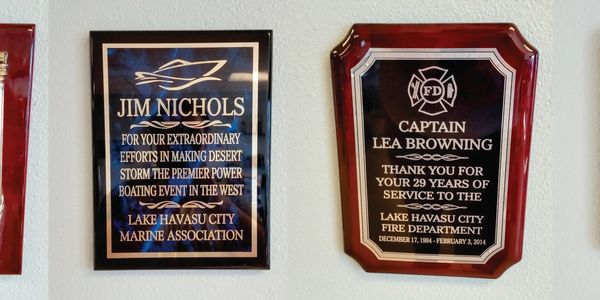 JIM NICHOLS
FOR YOUR EXTRAORDINARY
EFFORTS IN MAKING DESERT
STORM THE PREMIER POWER
BOATING EVENT IN THE WEST
LAKE HAVASU CITY
MARINE ASSOCIATION
FD
CAPTAIN
LEA BROWNING
THANK YOU FOR
YOUR 29 YEARS OF
SERVICE TO THE
LAKE HAVASU CITY
FIRE DEPARTMENT
DECEMBER 17, 1984 - FEBRUARY 3, 2014